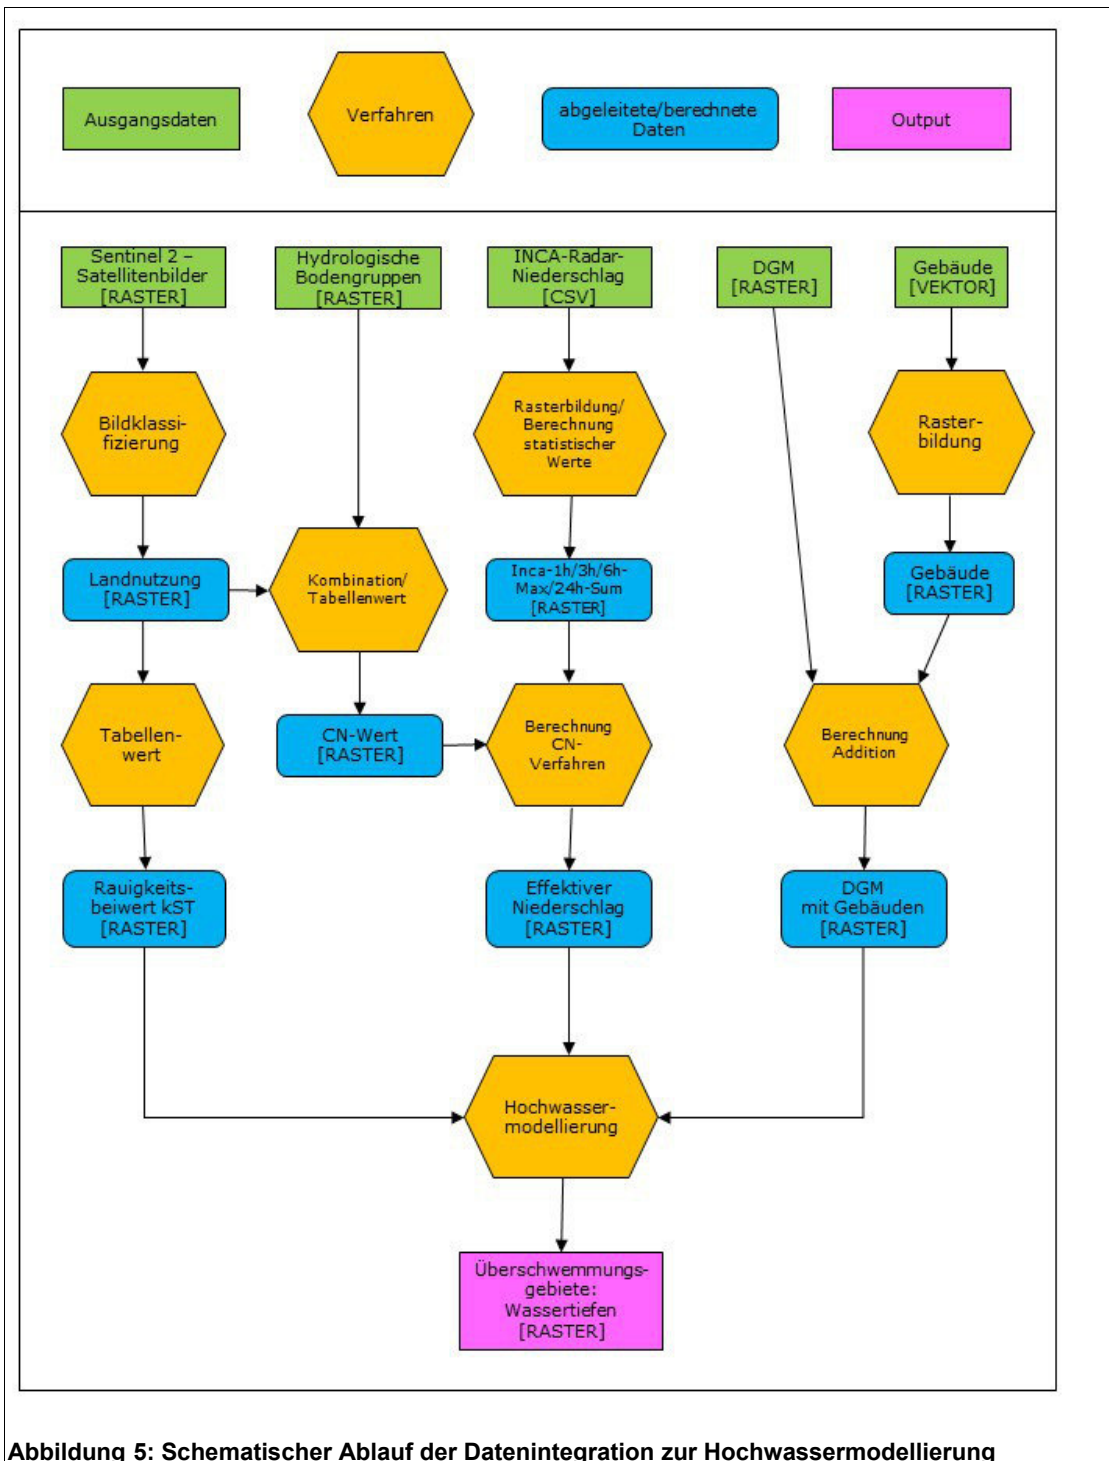 Ausgangsdaten
Verfahren
abgeleitete/berechnete
Daten
Output
Sentinel 2 –
Satellitenbilder
[RASTER]
Hydrologische
Bodengruppen
[RASTER]
INCA-Radar-
Niederschlag
[CSV]
DGM
[RASTER]
Gebäude
[VEKTOR]
Bildklassi-
fizierung
Rasterbildung/
Berechnung
statistischer
Werte
Raster-
bildung
Landnutzung
[RASTER]
Kombination/
Tabellenwert
Inca-1h/3h/6h-
Max/24h-Sum
[RASTER]
Gebäude
[RASTER]
Tabellen-
wert
CN-Wert
[RASTER]
Berechnung
CN-
Verfahren
Berechnung
Addition
Rauigkeits-
beiwert kST
[RASTER]
Effektiver
Niederschlag
[RASTER]
DGM
mit Gebäuden
[RASTER]
Hochwasser-
modellierung
Überschwemmungs-
gebiete:
Wassertiefen
[RASTER]
Abbildung 5: Schematischer Ablauf der Datenintegration zur Hochwassermodellierung